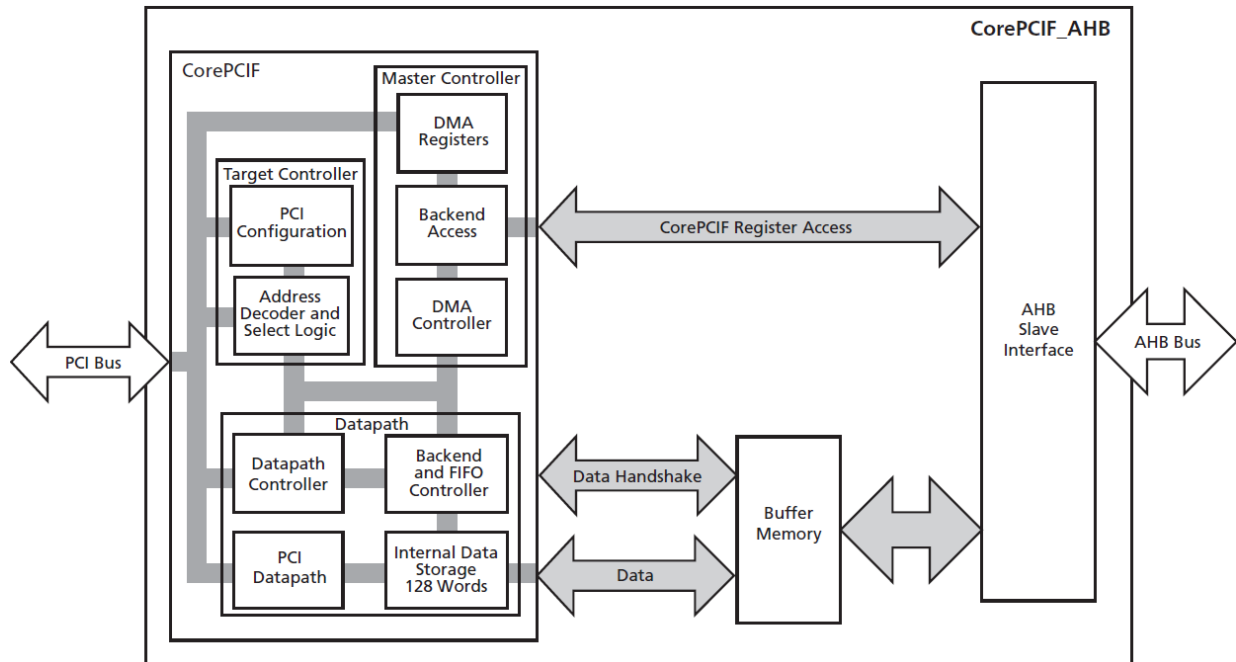 CorePCIF_AHB
CorePCIF
Master Controller
DMA
Registers
Target Controller
PCI
Configuration
Backend
Access
CorePCIF Register Access
Address
Decoder and
Select Logic
DMA
Controller
AHB
Slave
Interface
PCI Bus
AHB Bus
Datapath
Datapath
Controller
Backend
and FIFO
Controller
Data Handshake
Buffer
Memory
PCI
Datapath
Internal Data
Storage
128 Words
Data